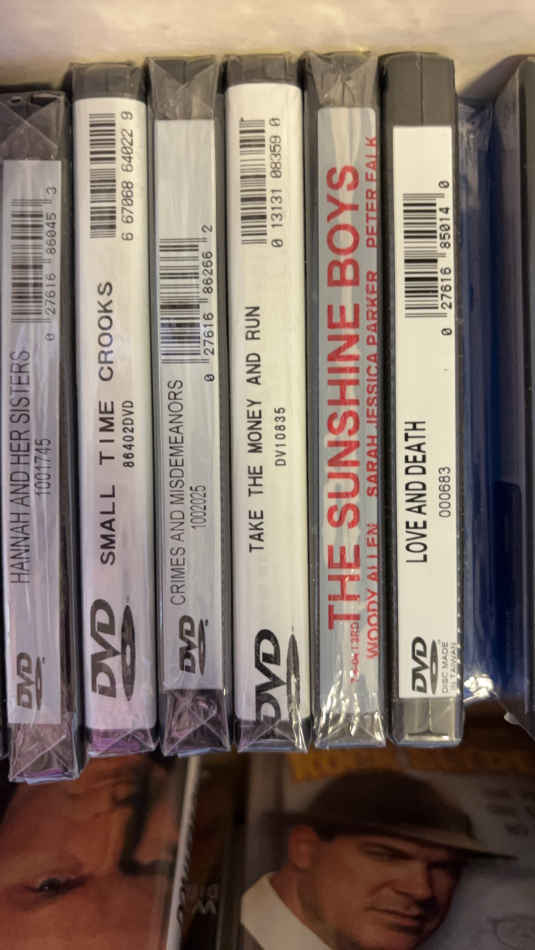 HANNAH AND HER SISTERS
1001745
0 27616 86045 3
DVD
SMALL TIME CROOKS
86402DVD
6 67068 64022 9
DVD
CRIMES AND MISDEMEANORS
1002025
0 27616 86266 2
DVD
TAKE THE MONEY AND RUN
DV10835
0 13131 08359 0
DVD
THE SUNSHINE BOYS
WOODY ALLEN SARAH JESSICA PARKER PETER FALK
LOVE AND DEATH
000683
0 27616 85014 0
DVD
DISC MADE
IN TAIWAN